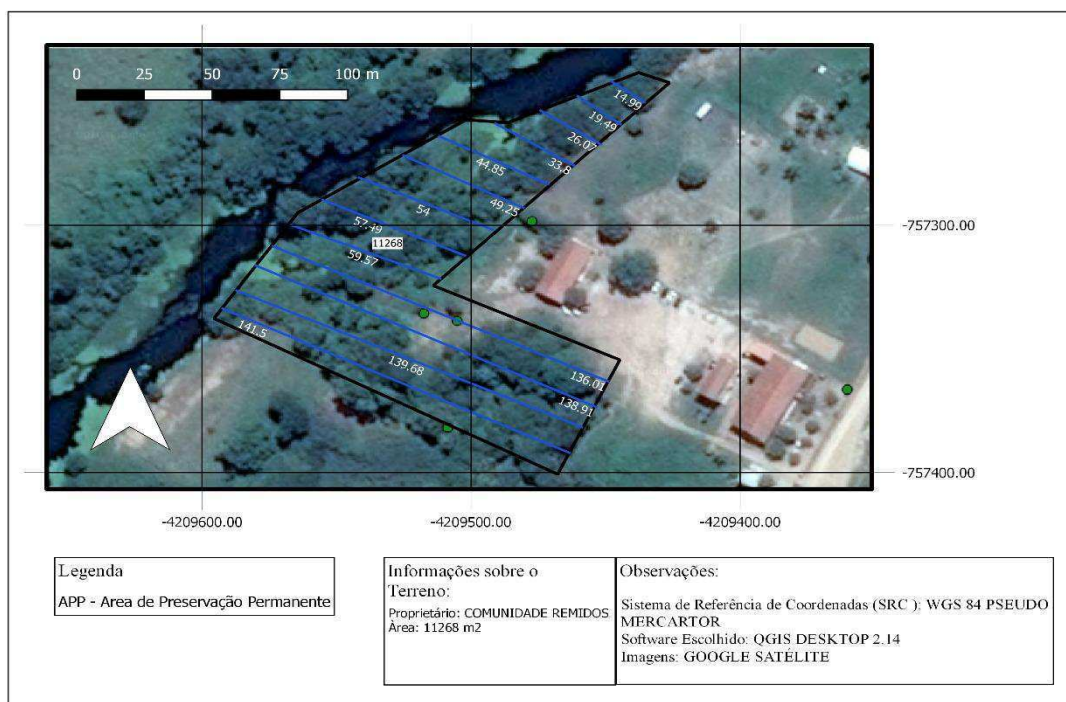 0 25 50 75 100 m
14.99
19.49
26.07
33.8
44.85
49.25
54
57.49
11268
59.57
141.5
139.68
136.01
138.91
-757300.00
-757400.00
-4209600.00 -4209500.00 -4209400.00
Legenda
APP - Area de Preservação Permanente
Informações sobre o
Terreno:
Proprietário: COMUNIDADE REMIDOS
Área: 11268 m2
Observações:
Sistema de Referência de Coordenadas (SRC ): WGS 84 PSEUDO
MERCARTOR
Software Escolhido: QGIS DESKTOP 2.14
Imagens: GOOGLE SATÉLITE